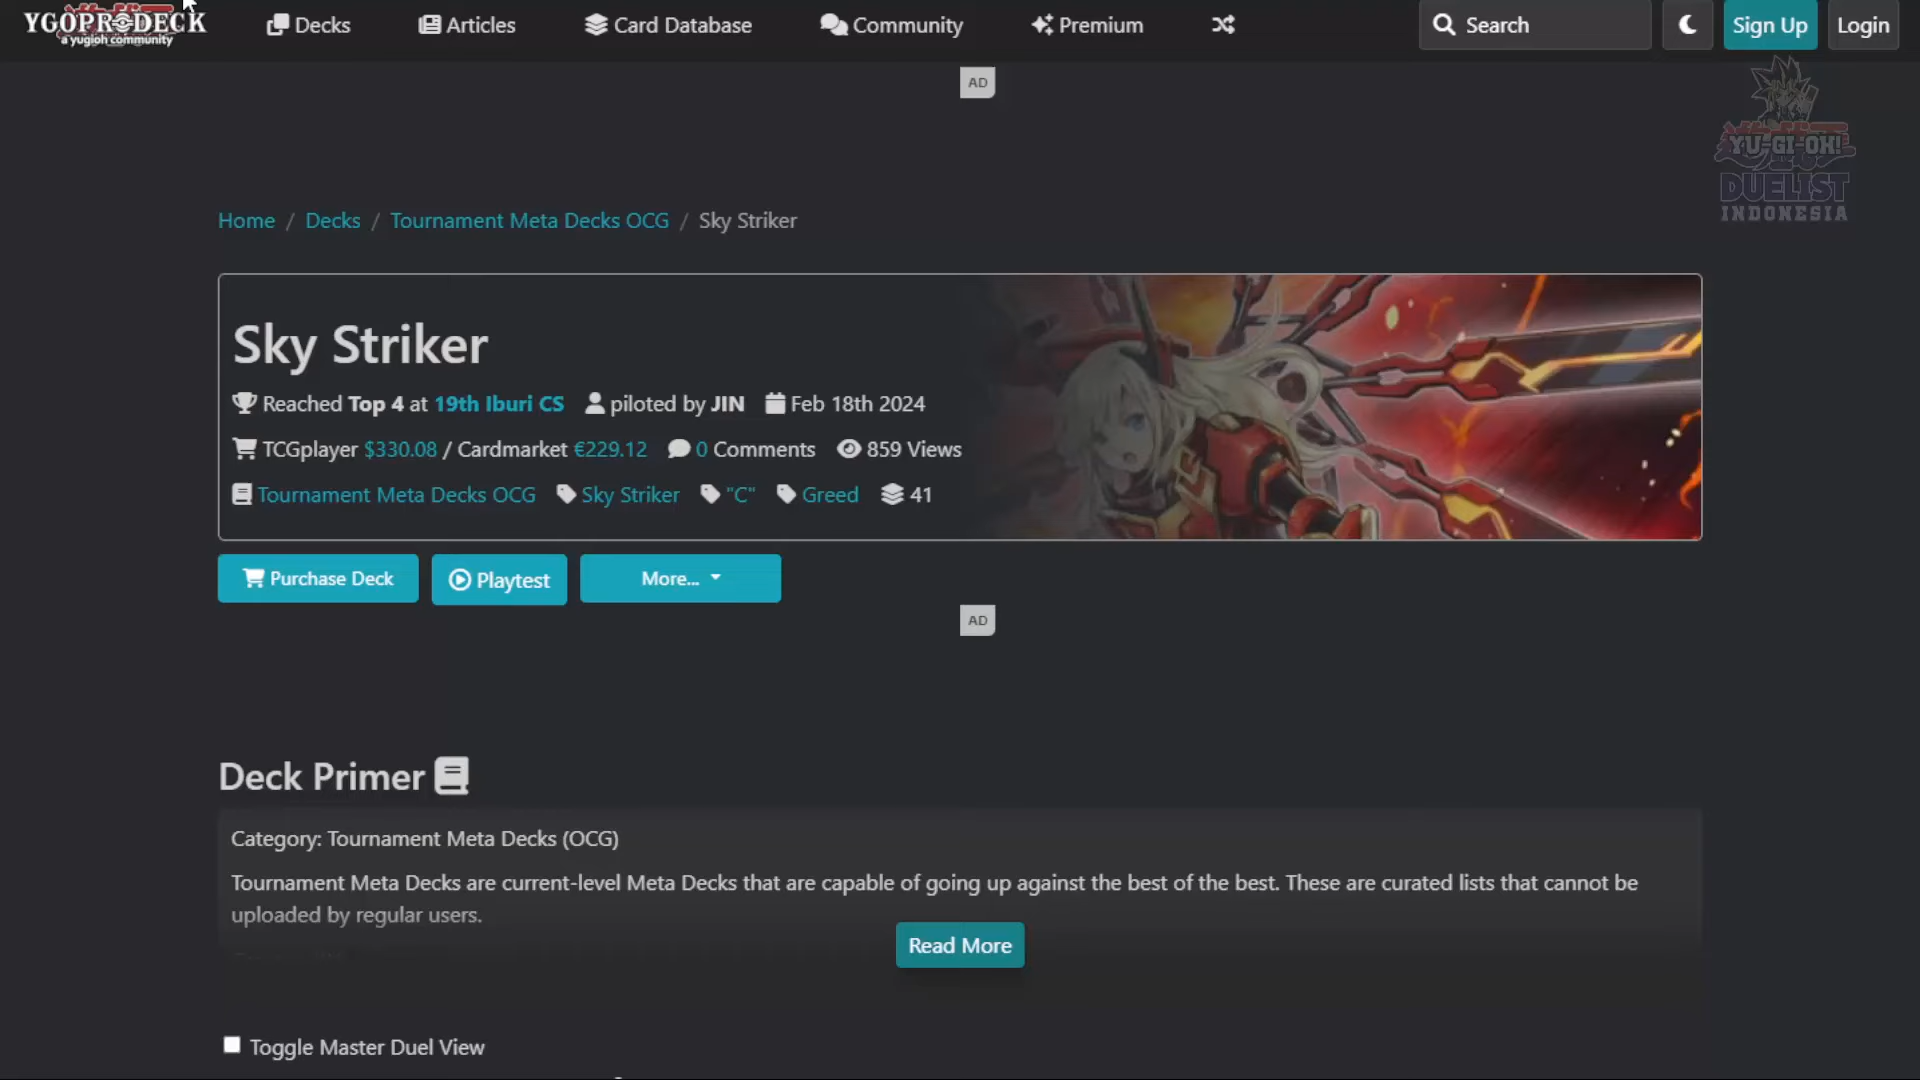 YGOPRODECK
a yugioh community
Decks
Articles
Card Database
Community
Premium
Search
Sign Up
Login
AD
YU-GI-OH!
DUELIST
INDONESIA
Home / Decks / Tournament Meta Decks OCG / Sky Striker
Sky Striker
Reached Top 4 at 19th Iburi CS piloted by JIN Feb 18th 2024
TCGplayer $330.08 / Cardmarket €229.12 0 Comments 859 Views
Tournament Meta Decks OCG Sky Striker "C" Greed 41
Purchase Deck
Playtest
More...
AD
Deck Primer
Category: Tournament Meta Decks (OCG)
Tournament Meta Decks are current-level Meta Decks that are capable of going up against the best of the best. These are curated lists that cannot be
uploaded by regular users.
Read More
Toggle Master Duel View